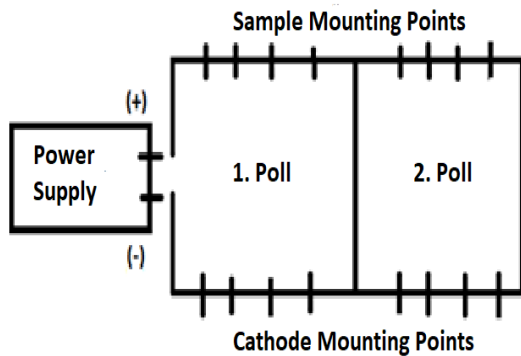 Sample Mounting Points
(+)
Power
Supply
1. Poll
2. Poll
(-)
Cathode Mounting Points